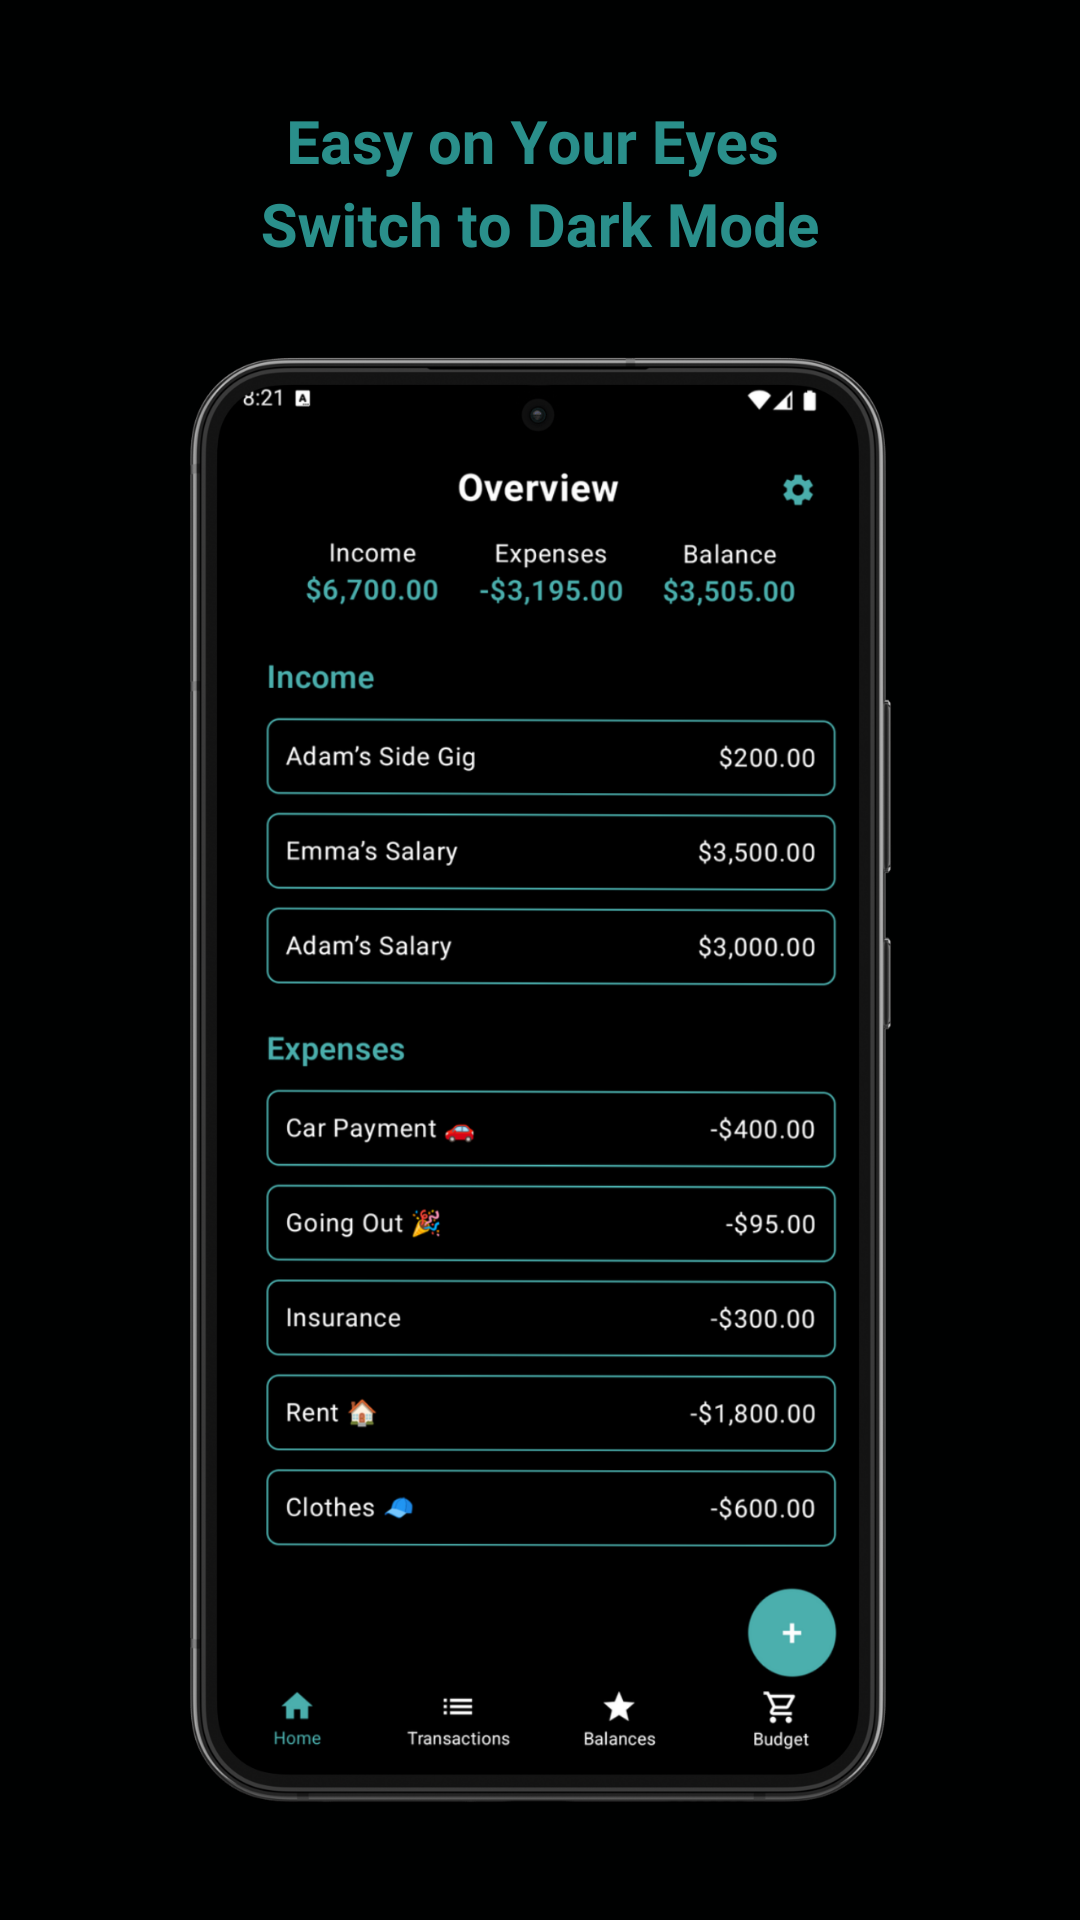 Easy on Your Eyes
Switch to Dark Mode
8:21 A
Overview
Income Expenses Balance
$6,700.00 -$3,195.00 $3,505.00
Income
Adam’s Side Gig $200.00
Emma’s Salary $3,500.00
Adam’s Salary $3,000.00
Expenses
Car Payment 🚗 -$400.00
Going Out 🎉 -$95.00
Insurance -$300.00
Rent 🏠 -$1,800.00
Clothes 🧢 -$600.00
+
Home Transactions Balances Budget